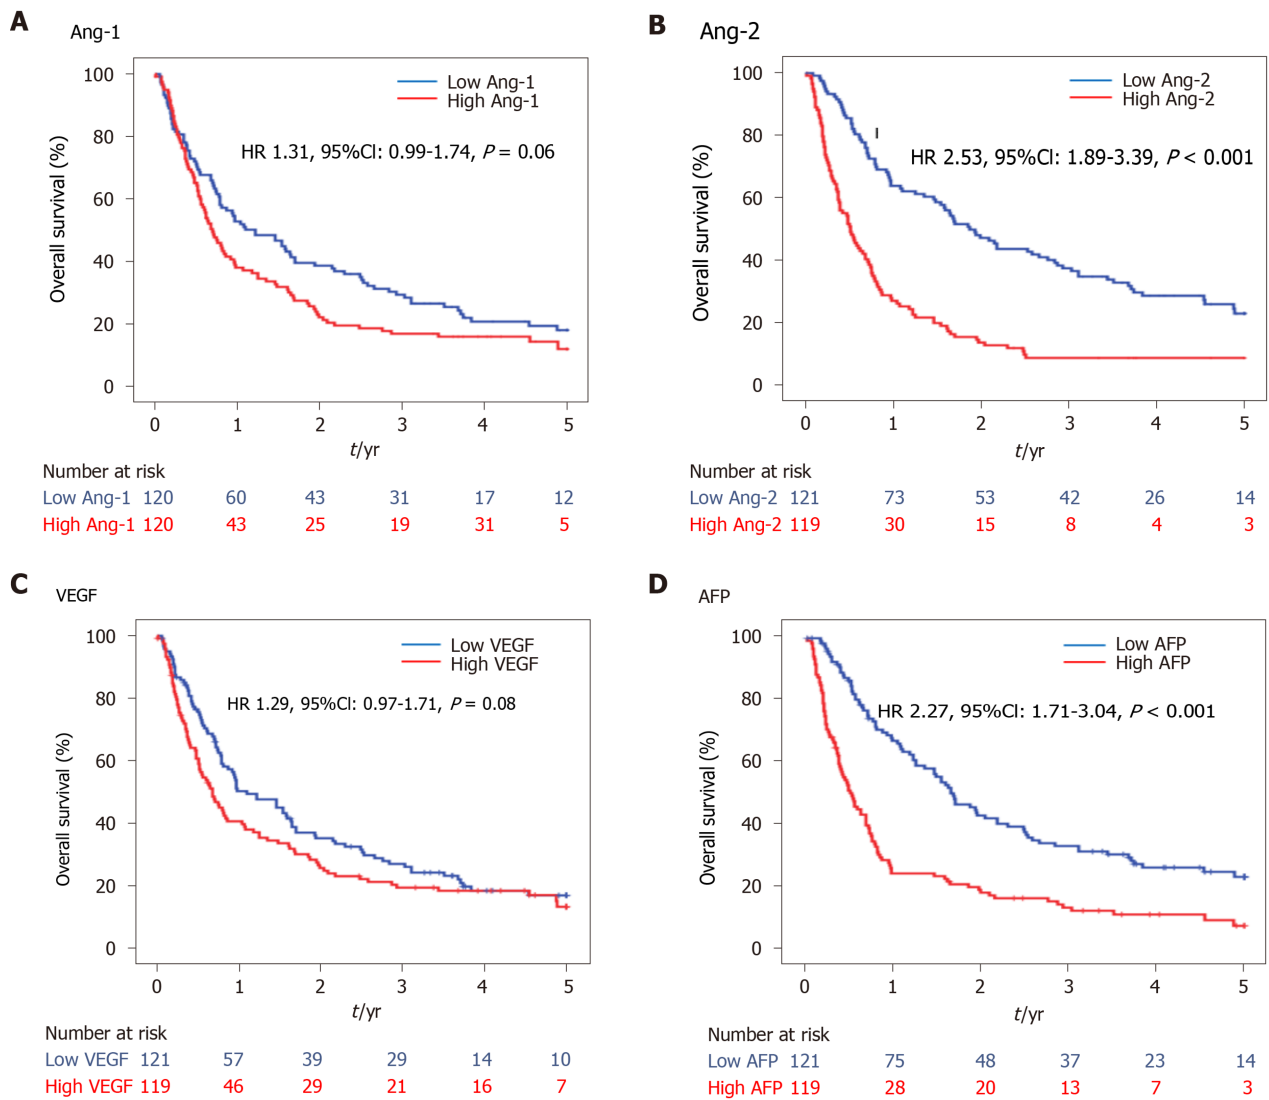 A
Ang-1
100
80
60
40
20
0
Overall survival (%)
Low Ang-1
High Ang-1
HR 1.31, 95%CI: 0.99-1.74, P = 0.06
0 1 2 3 4 5
t/yr
Number at risk
Low Ang-1 120 60 43 31 17 12
High Ang-1 120 43 25 19 31 5
B
Ang-2
100
80
60
40
20
0
Overall survival (%)
Low Ang-2
High Ang-2
HR 2.53, 95%CI: 1.89-3.39, P < 0.001
0 1 2 3 4 5
t/yr
Number at risk
Low Ang-2 121 73 53 42 26 14
High Ang-2 119 30 15 8 4 3
C
VEGF
100
80
60
40
20
0
Overall survival (%)
Low VEGF
High VEGF
HR 1.29, 95%CI: 0.97-1.71, P = 0.08
0 1 2 3 4 5
t/yr
Number at risk
Low VEGF 121 57 39 29 14 10
High VEGF 119 46 29 21 16 7
D
AFP
100
80
60
40
20
0
Overall survival (%)
Low AFP
High AFP
HR 2.27, 95%CI: 1.71-3.04, P < 0.001
0 1 2 3 4 5
t/yr
Number at risk
Low AFP 121 75 48 37 23 14
High AFP 119 28 20 13 7 3